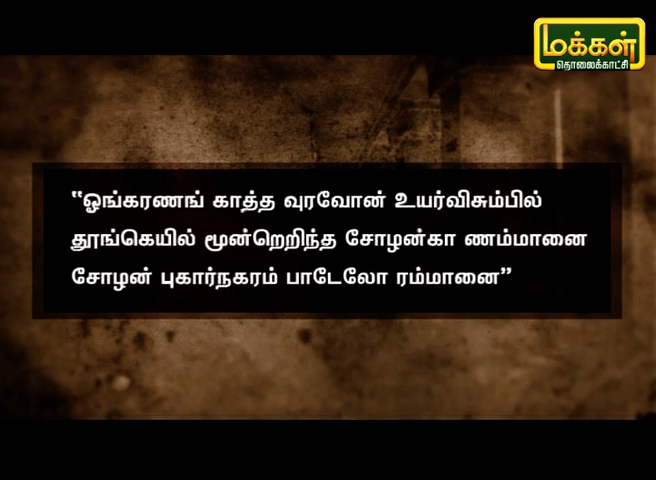 மக்கள்
தொலைக்காட்சி
“ஓங்கரணங் காத்த வுரவோன் உயர்விசும்பில்
தூங்கெயில் மூன்றெறிந்த சோழன்கா ணம்மானை
சோழன் புகார்நகரம் பாடேலோ ரம்மானை”